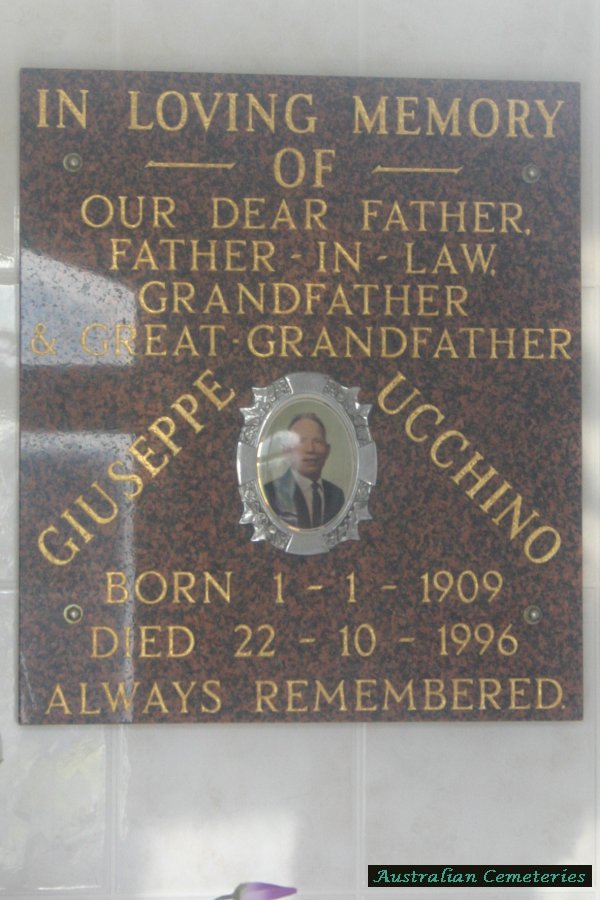 IN LOVING MEMORY
OF
OUR DEAR FATHER,
FATHER-IN-LAW,
GRANDFATHER
& GREAT-GRANDFATHER
GIUSEPPE UCCHINO
BORN 1 - 1 - 1909
DIED 22 - 10 - 1996
ALWAYS REMEMBERED.
Australian Cemeteries